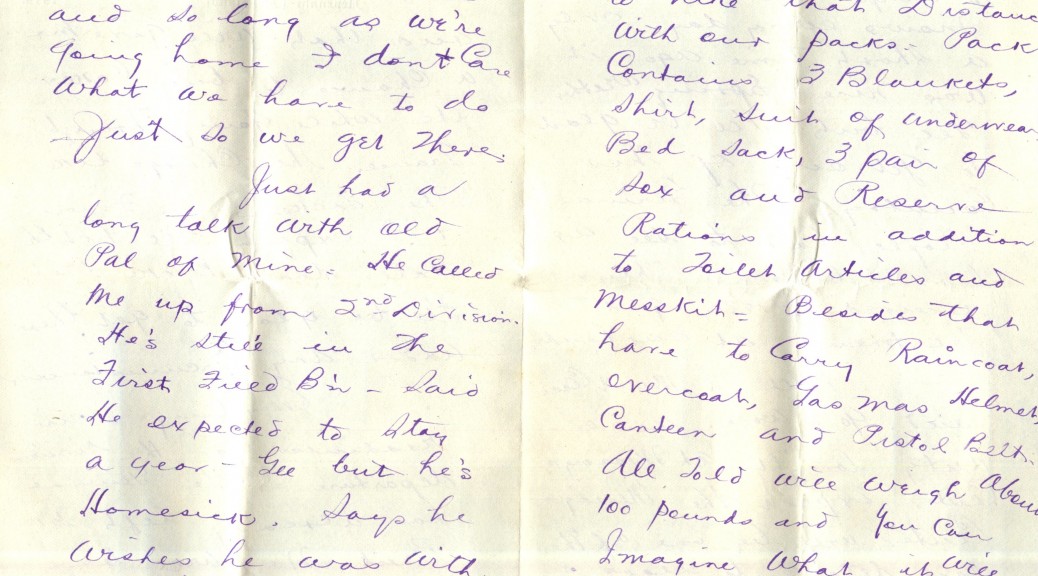 and so long as we're
going home I don't Care
What we have to do
Just so we get there.
Just had a
long talk with old
Pal of mine = He Called
Me up from 2nd Division.
He's still in the
First Field B'n - Said
He expected to stay
a year - Gee but he's
Homesick. Says he
wishes he was with
to hike that Distanc
With our packs. Pack
Contains 3 Blankets,
Shirt, suit of underwear
Bed sack, 3 pair of
sox and Reserve
Rations in addition
to Toilet Articles and
Messkit = Besides that
have to Carry Raincoat,
overcoat, Gas mas Helmet
Canteen and Pistol Belt.
All Told will weigh Abou
100 pounds and You Can
Imagine What it will